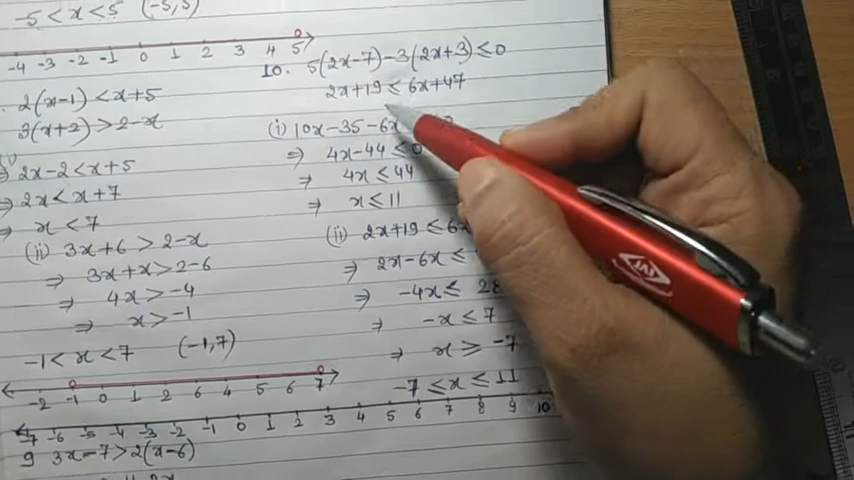 -5 < x < 5 (-5,5)
-4 -3 -2 -1 0 1 2 3 4 5
2(x-1) < x+5
3(x+2) > 2-x
2x-2 < x+5
⇒ 2x < x+7
⇒ x < 7
(ii) 3x+6 > 2-x
⇒ 3x+x > 2-6
⇒ 4x > -4
⇒ x > -1
-1 < x < 7 (-1,7)
-2 -1 0 1 2 4 5 6 7
-7 -6 -5 -4 -3 -2 -1 0 1 2 3 4 5 6 7 8 9 10
9 3x-7 > 2(x-6)
10. 5(2x-7)-3(2x+3) ≤ 0
2x+19 ≤ 6x+47
(i) 10x-35-6x
⇒ 4x-44 ≤ 0
⇒ 4x ≤ 44
⇒ x ≤ 11
(ii) 2x+19 ≤ 6x
⇒ 2x-6x ≤
⇒ -4x ≤ 28
⇒ -x ≤ 7
⇒ x ≥ -7
-7 ≤ x ≤ 11